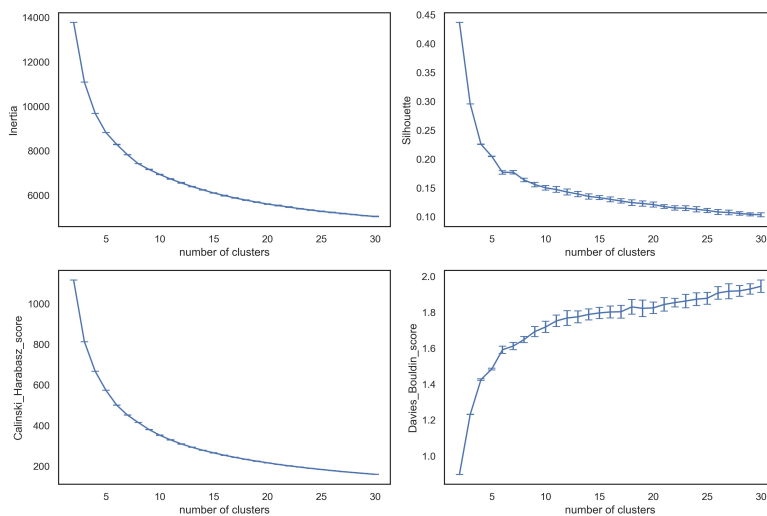 14000
12000
10000
8000
6000
Inertia
5 10 15 20 25 30
number of clusters
0.45
0.40
0.35
0.30
0.25
0.20
0.15
0.10
Silhouette
5 10 15 20 25 30
number of clusters
1000
800
600
400
200
Calinski_Harabasz_score
5 10 15 20 25 30
number of clusters
2.0
1.8
1.6
1.4
1.2
1.0
Davies_Bouldin_score
5 10 15 20 25 30
number of clusters